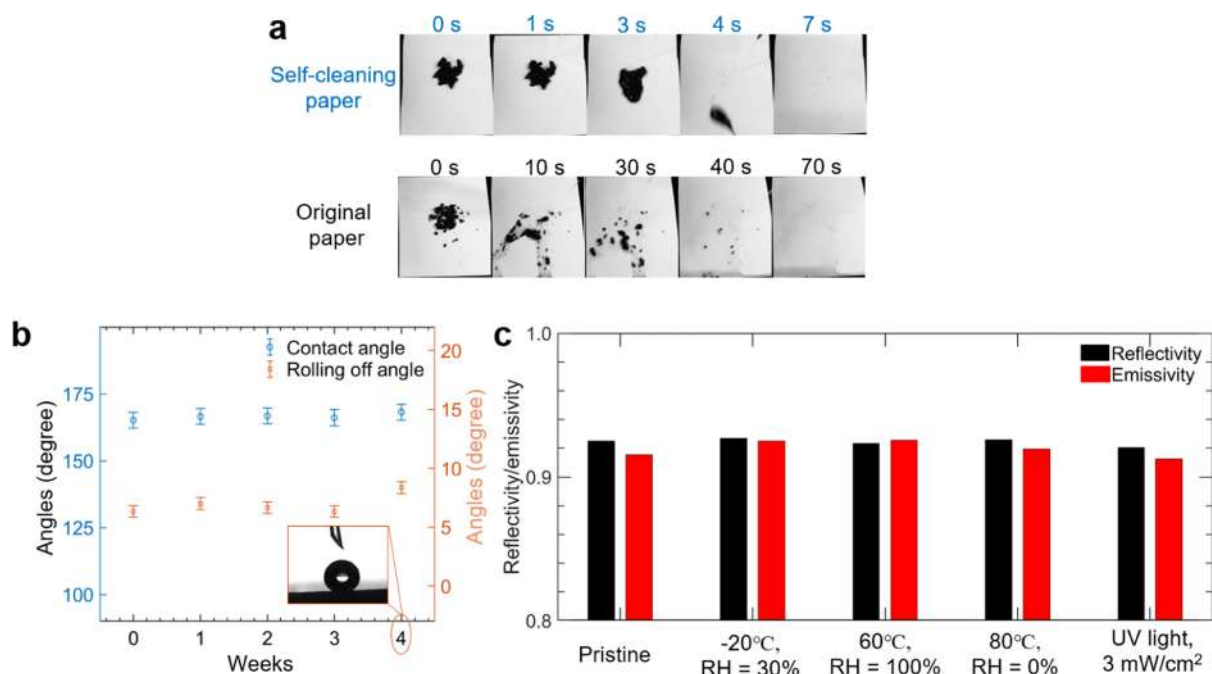 a
0 s 1 s 3 s 4 s 7 s
Self-cleaning
paper
0 s 10 s 30 s 40 s 70 s
Original
paper
b
Contact angle
Rolling off angle
175
150
125
100
Angles (degree)
20
15
10
5
0
Angles (degree)
0 1 2 3 4
Weeks
c
1.0
0.9
0.8
Reflectivity/emissivity
Reflectivity
Emissivity
Pristine
-20°C,
RH = 30%
60°C,
RH = 100%
80°C,
RH = 0%
UV light,
3 mW/cm²